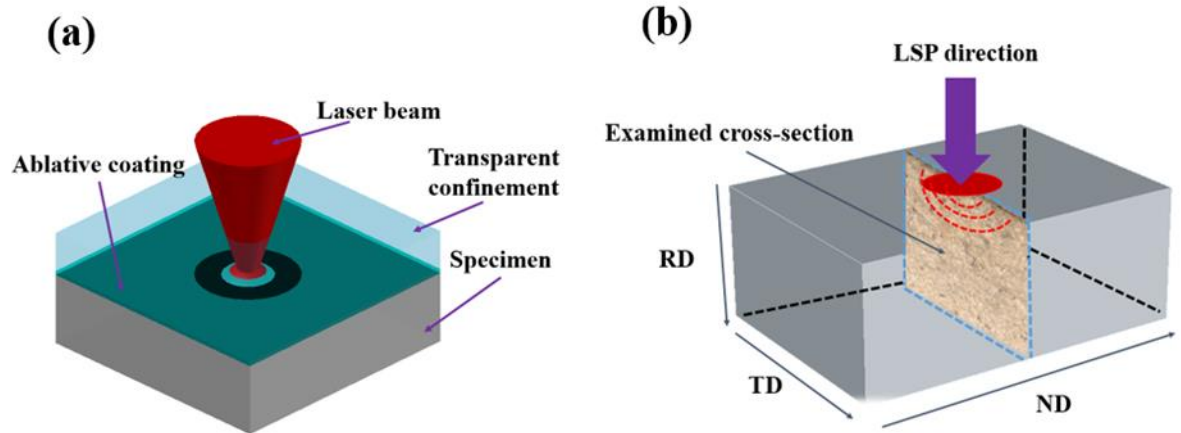 (a)
Laser beam
Ablative coating
Transparent
confinement
Specimen
(b)
LSP direction
Examined cross-section
RD
TD
ND